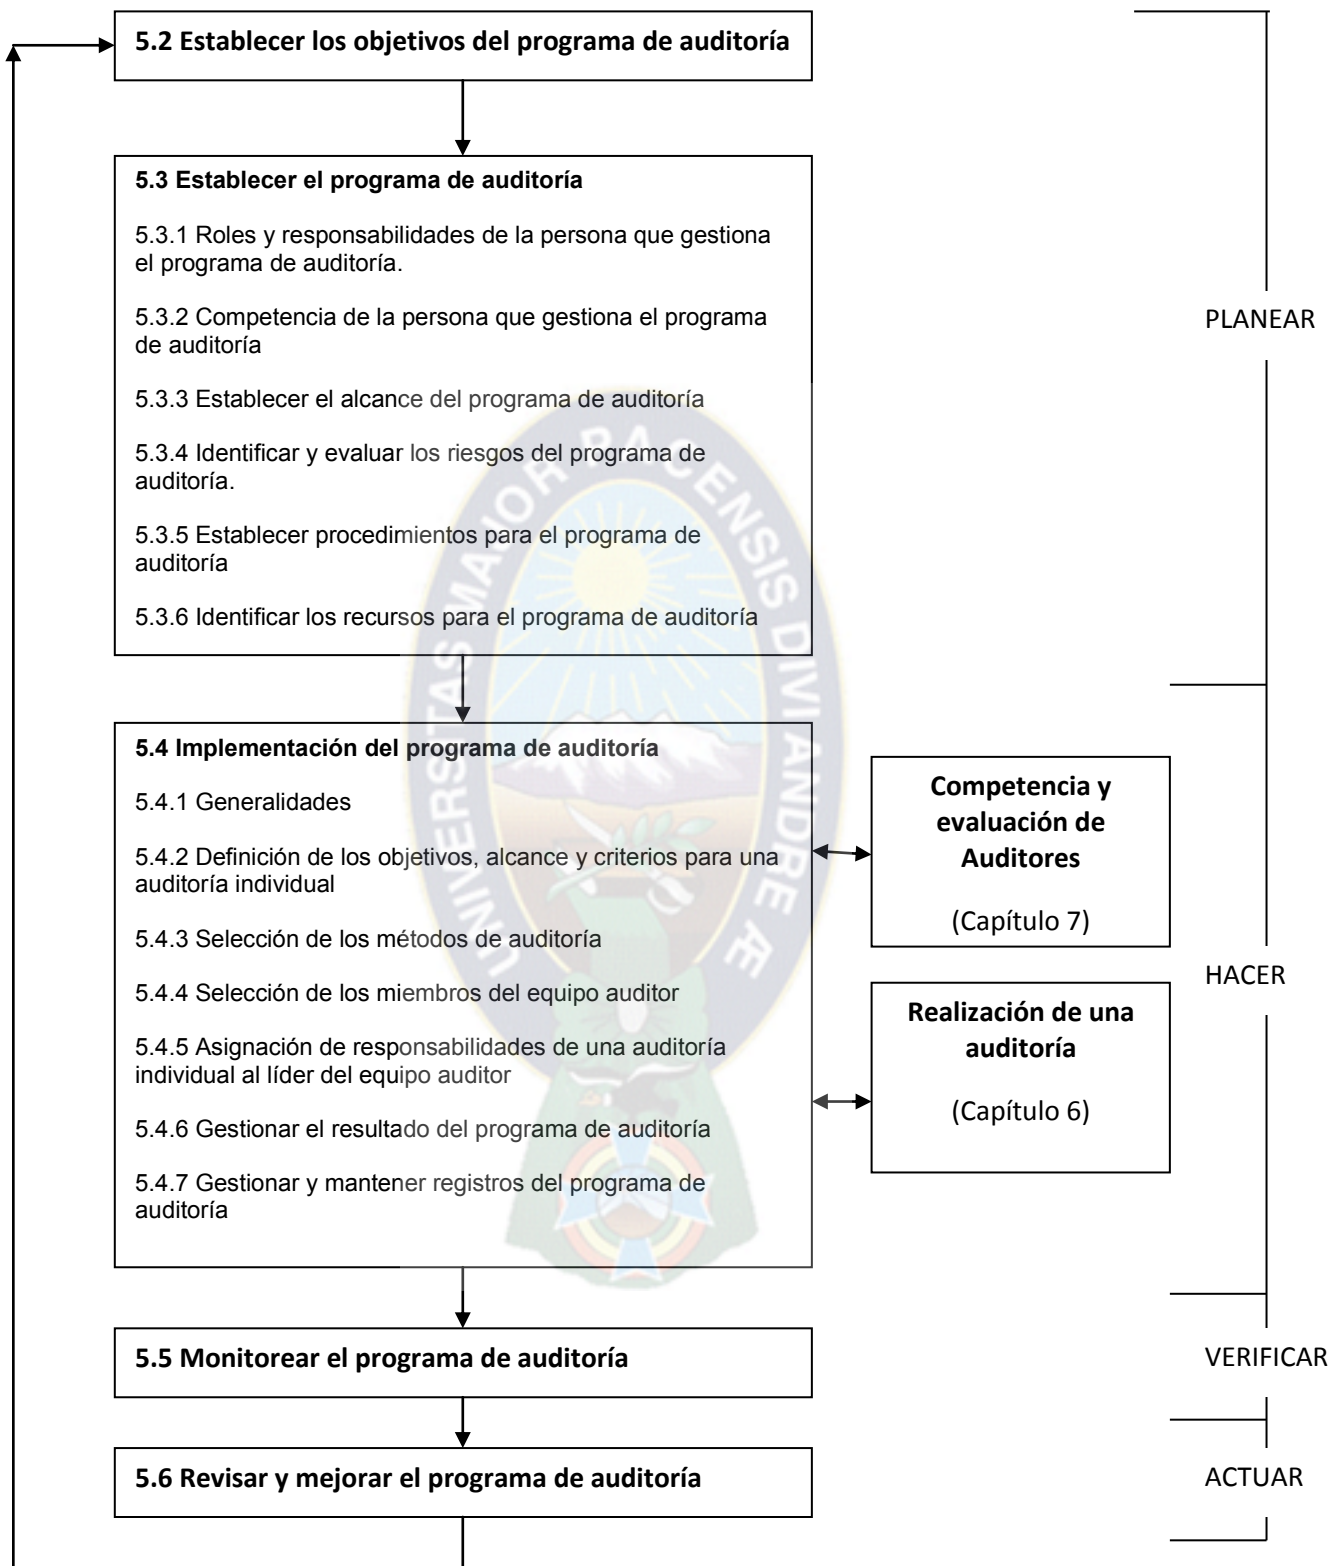 5.2 Establecer los objetivos del programa de auditoría
5.3 Establecer el programa de auditoría
5.3.1 Roles y responsabilidades de la persona que gestiona
el programa de auditoría.
5.3.2 Competencia de la persona que gestiona el programa
de auditoría
5.3.3 Establecer el alcance del programa de auditoría
5.3.4 Identificar y evaluar los riesgos del programa de
auditoría.
5.3.5 Establecer procedimientos para el programa de
auditoría
5.3.6 Identificar los recursos para el programa de auditoría
PLANEAR
5.4 Implementación del programa de auditoría
5.4.1 Generalidades
5.4.2 Definición de los objetivos, alcance y criterios para una
auditoría individual
5.4.3 Selección de los métodos de auditoría
5.4.4 Selección de los miembros del equipo auditor
5.4.5 Asignación de responsabilidades de una auditoría
individual al líder del equipo auditor
5.4.6 Gestionar el resultado del programa de auditoría
5.4.7 Gestionar y mantener registros del programa de
auditoría
Competencia y
evaluación de
Auditores
(Capítulo 7)
Realización de una
auditoría
(Capítulo 6)
HACER
5.5 Monitorear el programa de auditoría
VERIFICAR
5.6 Revisar y mejorar el programa de auditoría
ACTUAR
UNIVERSITAS MAIOR PACENSIS DIVI ANDRE Æ